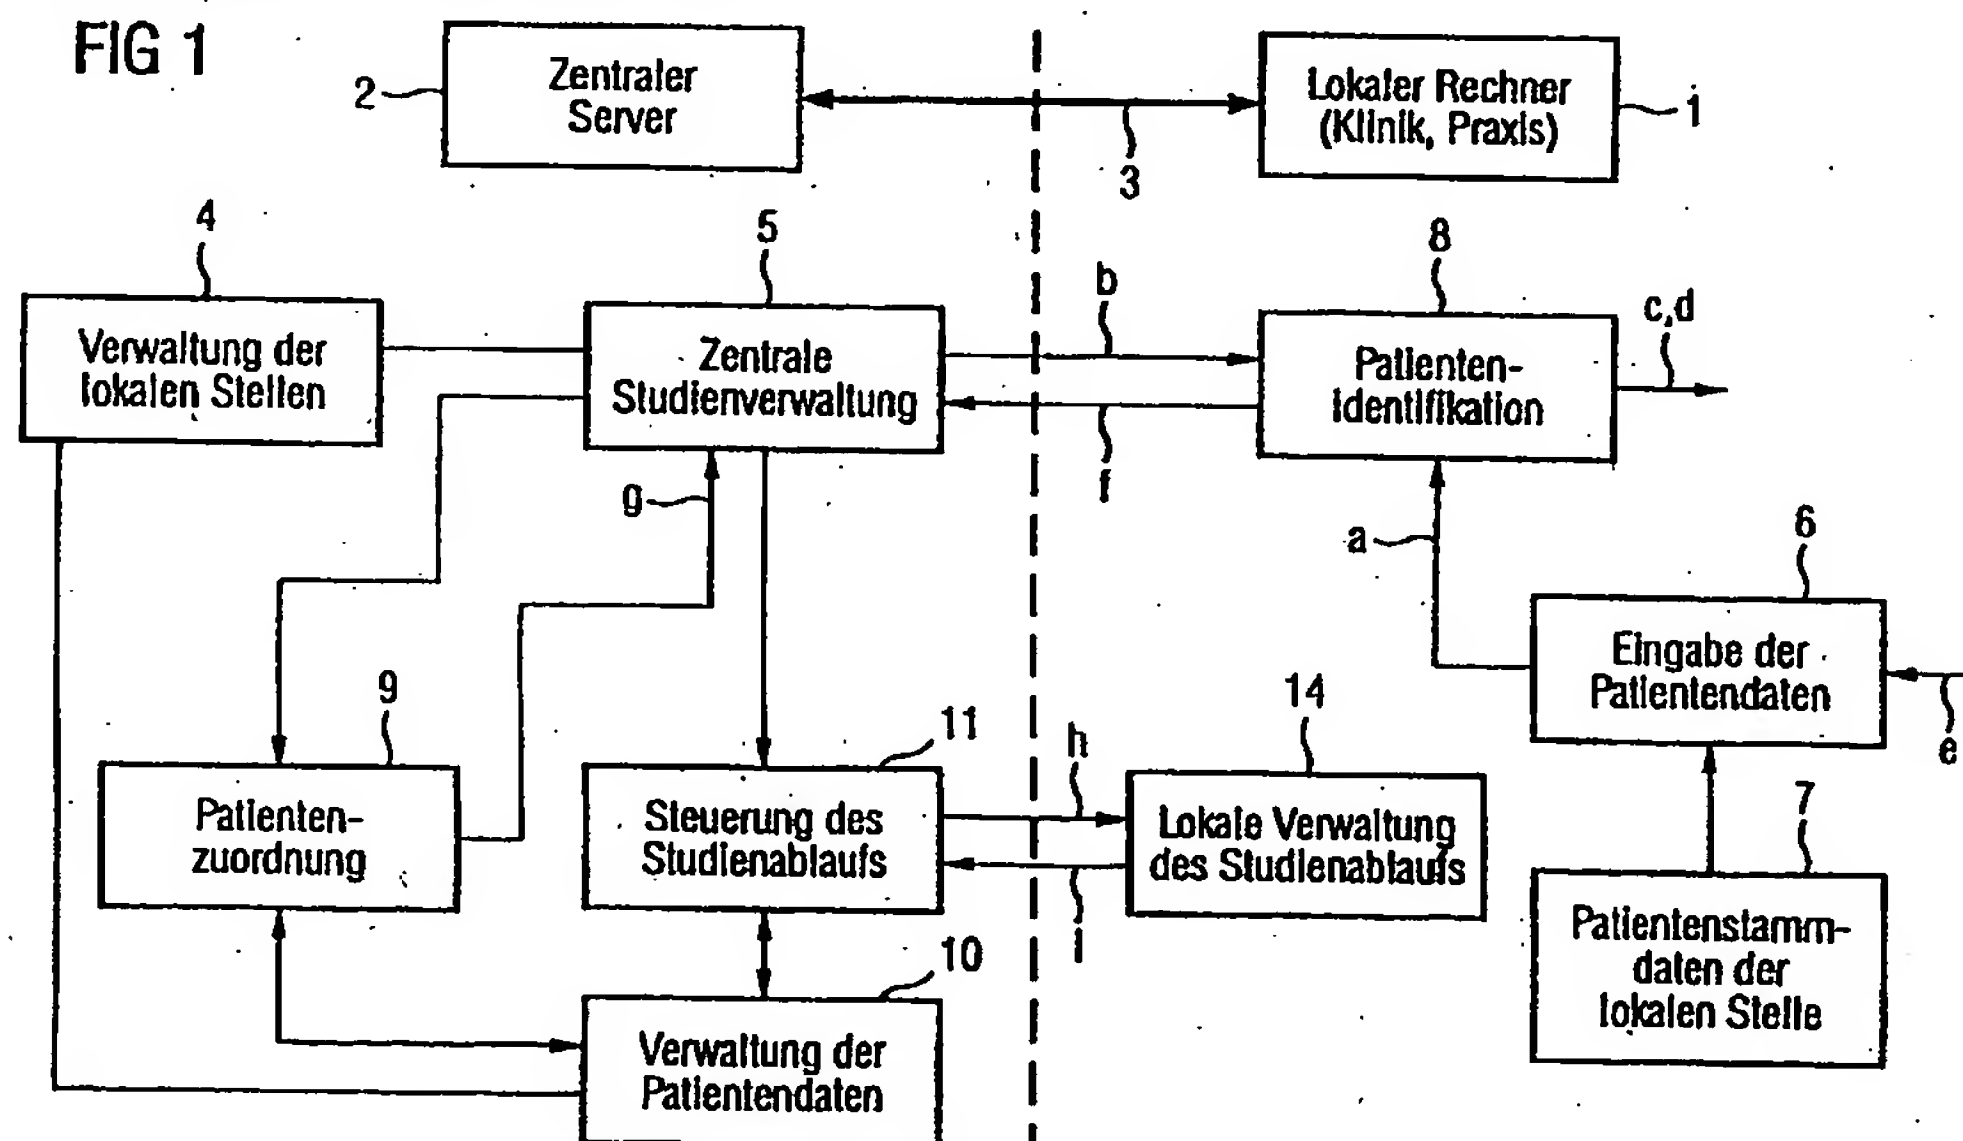 FIG 1
2
Zentraler
Server
3
Lokaler Rechner
(Klinik, Praxis)
1
4
Verwaltung der
lokalen Stellen
5
Zentrale
Studienverwaltung
b
f
8
Patienten-
identifikation
c,d
g
a
6
Eingabe der
Patientendaten
e
9
Patienten-
zuordnung
11
Steuerung des
Studienablaufs
h
i
14
Lokale Verwaltung
des Studienablaufs
7
Patientenstamm-
daten der
lokalen Stelle
10
Verwaltung der
Patientendaten